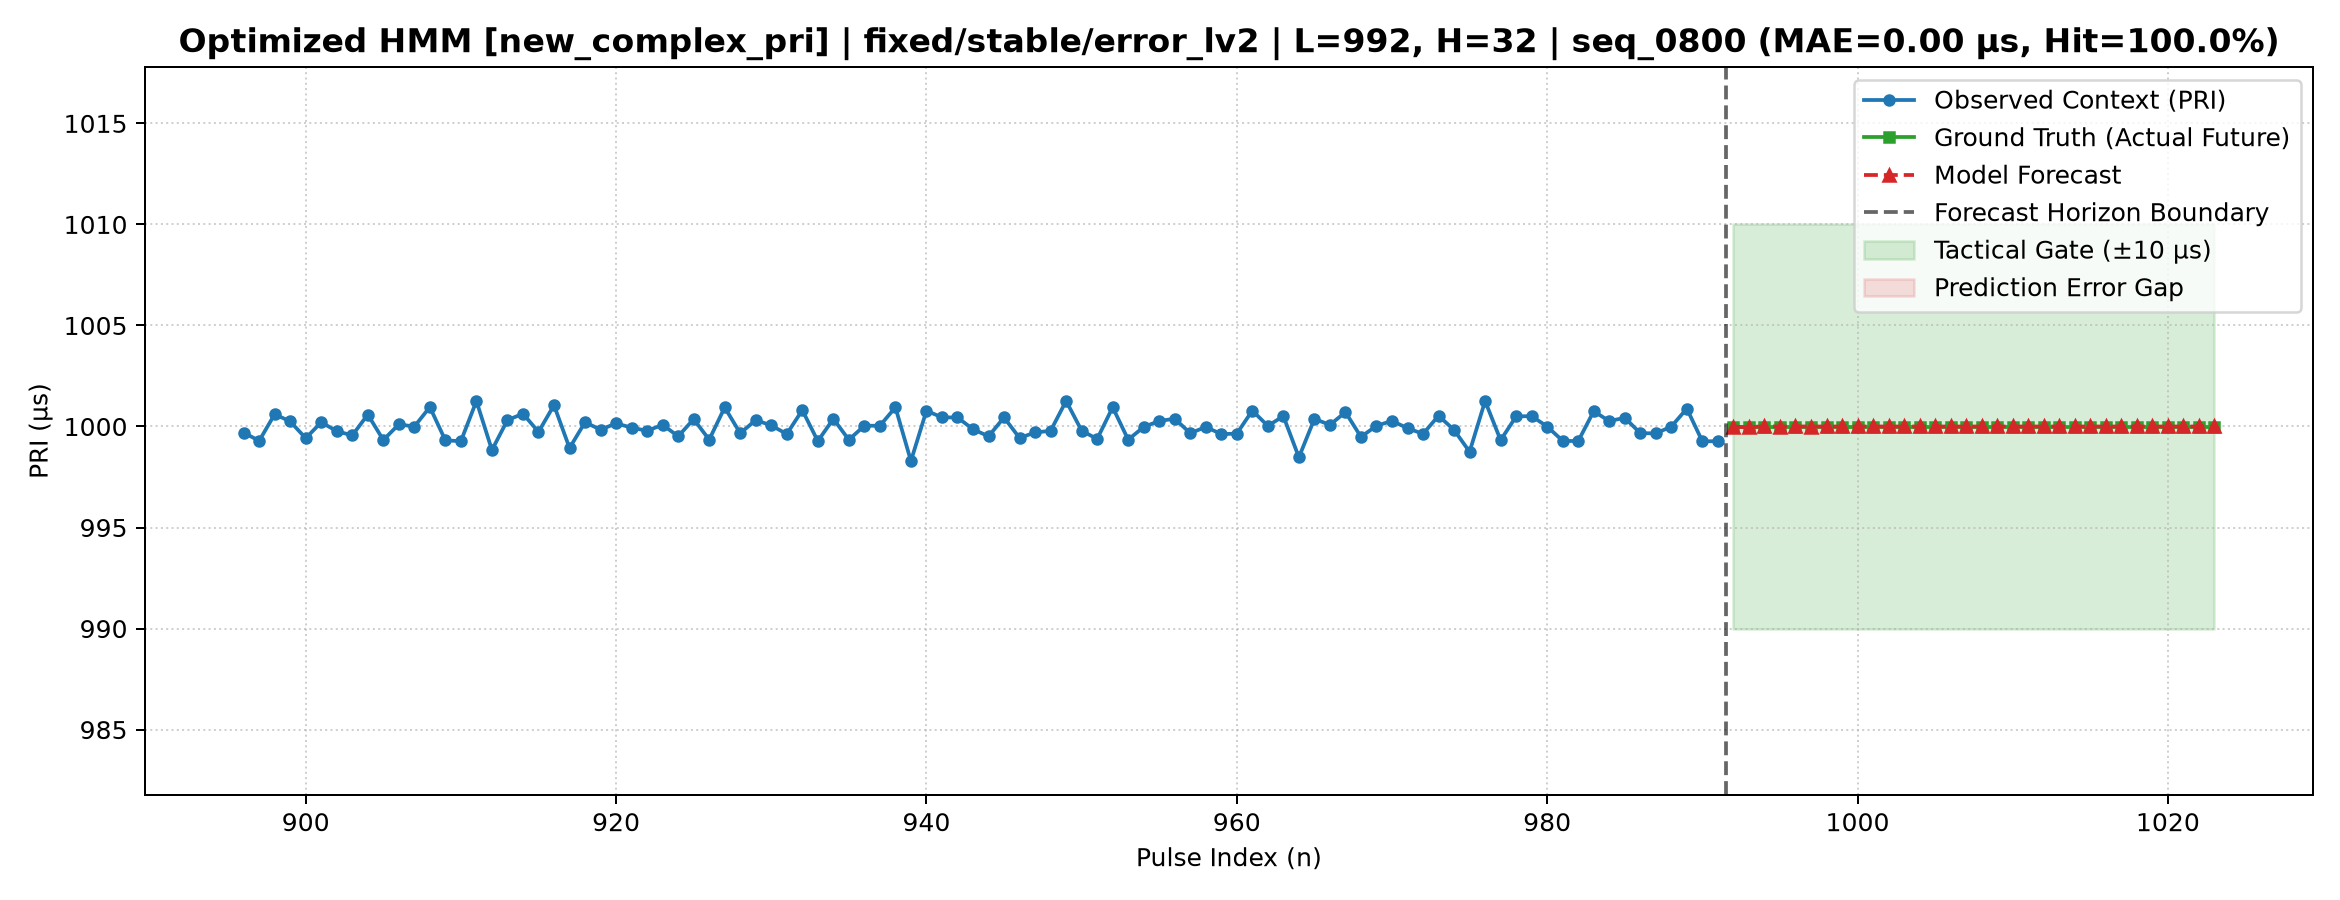 Optimized HMM [new_complex_pri] | fixed/stable/error_lv2 | L=992, H=32 | seq_0800 (MAE=0.00 µs, Hit=100.0%)
Observed Context (PRI)
Ground Truth (Actual Future)
Model Forecast
Forecast Horizon Boundary
Tactical Gate (±10 µs)
Prediction Error Gap
PRI (µs)
1015
1010
1005
1000
995
990
985
900
920
940
960
980
1000
1020
Pulse Index (n)